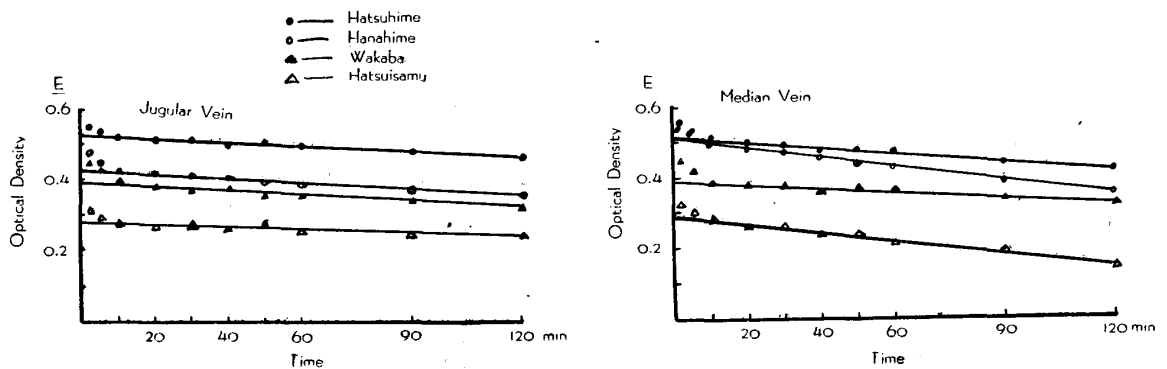 Hatsuhime
Hanahime
Wakaba
Hatsuisamu
E
Jugular Vein
0.6
0.4
0.2
Optical Density
20 40 60 90 120 min
Time
E
Median Vein
0.6
0.4
0.2
Optical Density
20 40 60 90 120 min
Time